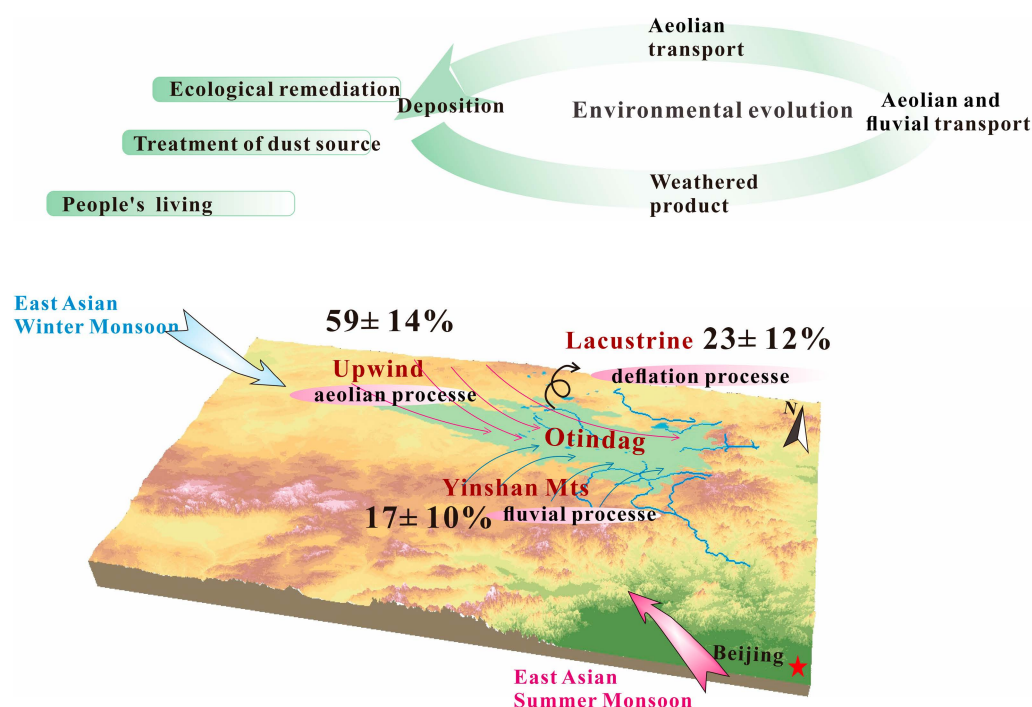 Aeolian
transport
Ecological remediation
Deposition
Environmental evolution
Aeolian and
fluvial transport
Treatment of dust source
Weathered
product
People's living
East Asian
Winter Monsoon
59± 14%
Lacustrine 23± 12%
Upwind
deflation processe
aeolian processe
N
Otindag
Yinshan Mts
17± 10%
fluvial processe
Beijing
East Asian
Summer Monsoon